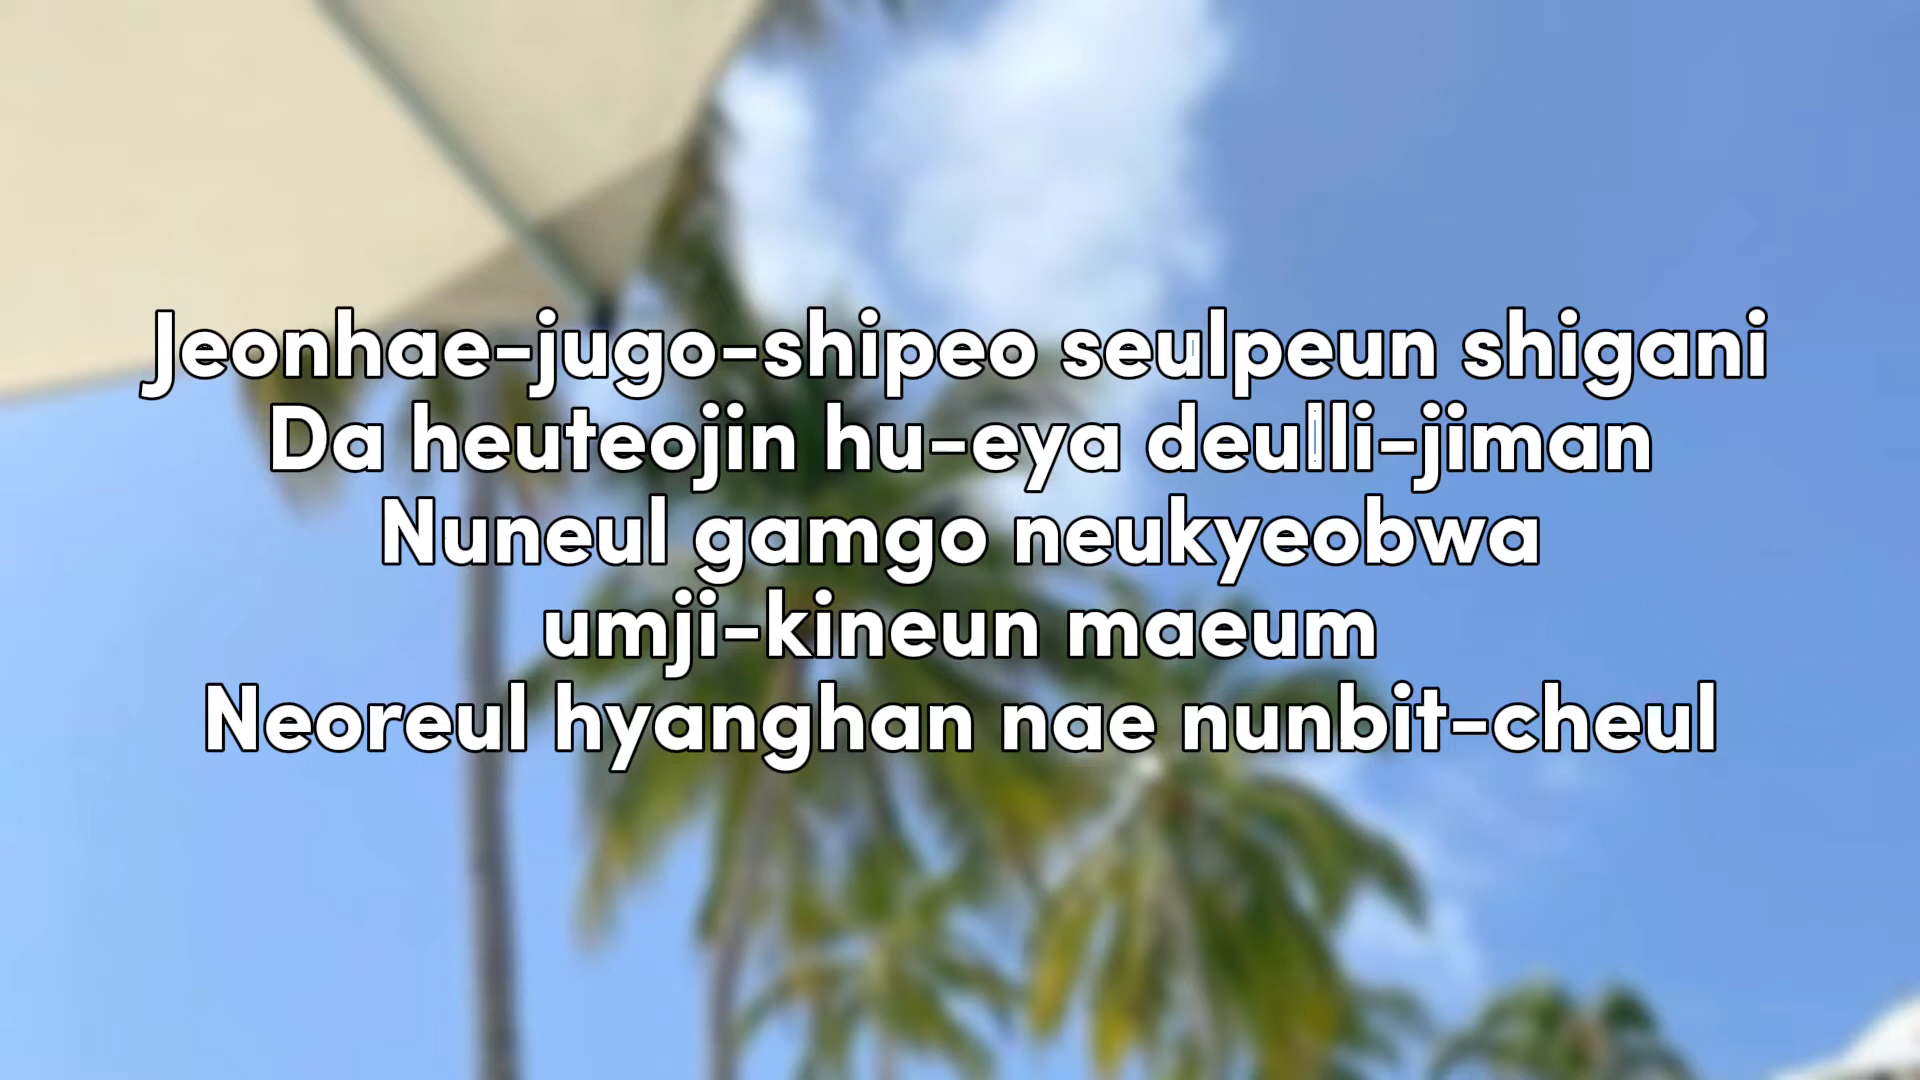 Jeonhae-jugo-shipeo seulpeun shigani
Da heuteojin hu-eya deulli-jiman
Nuneul gamgo neukyeobwa
umji-kineun maeum
Neoreul hyanghan nae nunbit-cheul